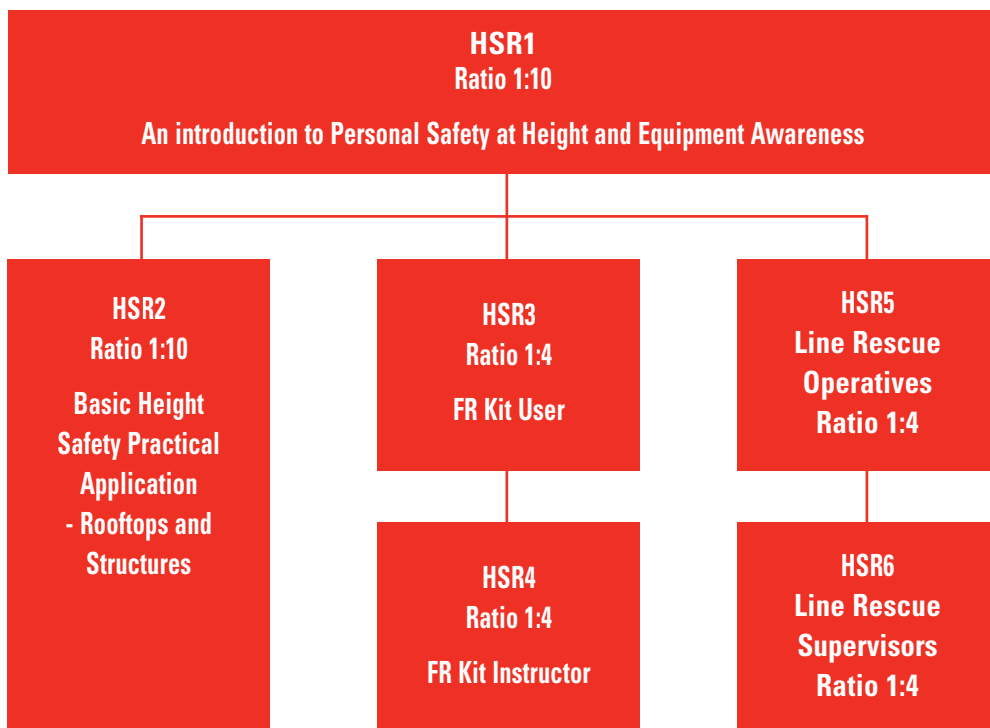 HSR1
Ratio 1:10
An introduction to Personal Safety at Height and Equipment Awareness
HSR2
Ratio 1:10
Basic Height
Safety Practical
Application
- Rooftops and
Structures
HSR3
Ratio 1:4
FR Kit User
HSR4
Ratio 1:4
FR Kit Instructor
HSR5
Line Rescue
Operatives
Ratio 1:4
HSR6
Line Rescue
Supervisors
Ratio 1:4